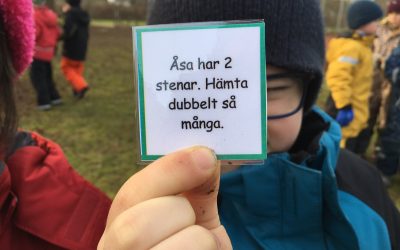 Åsa har 2
stenar. Hämta
dubbelt så
många.